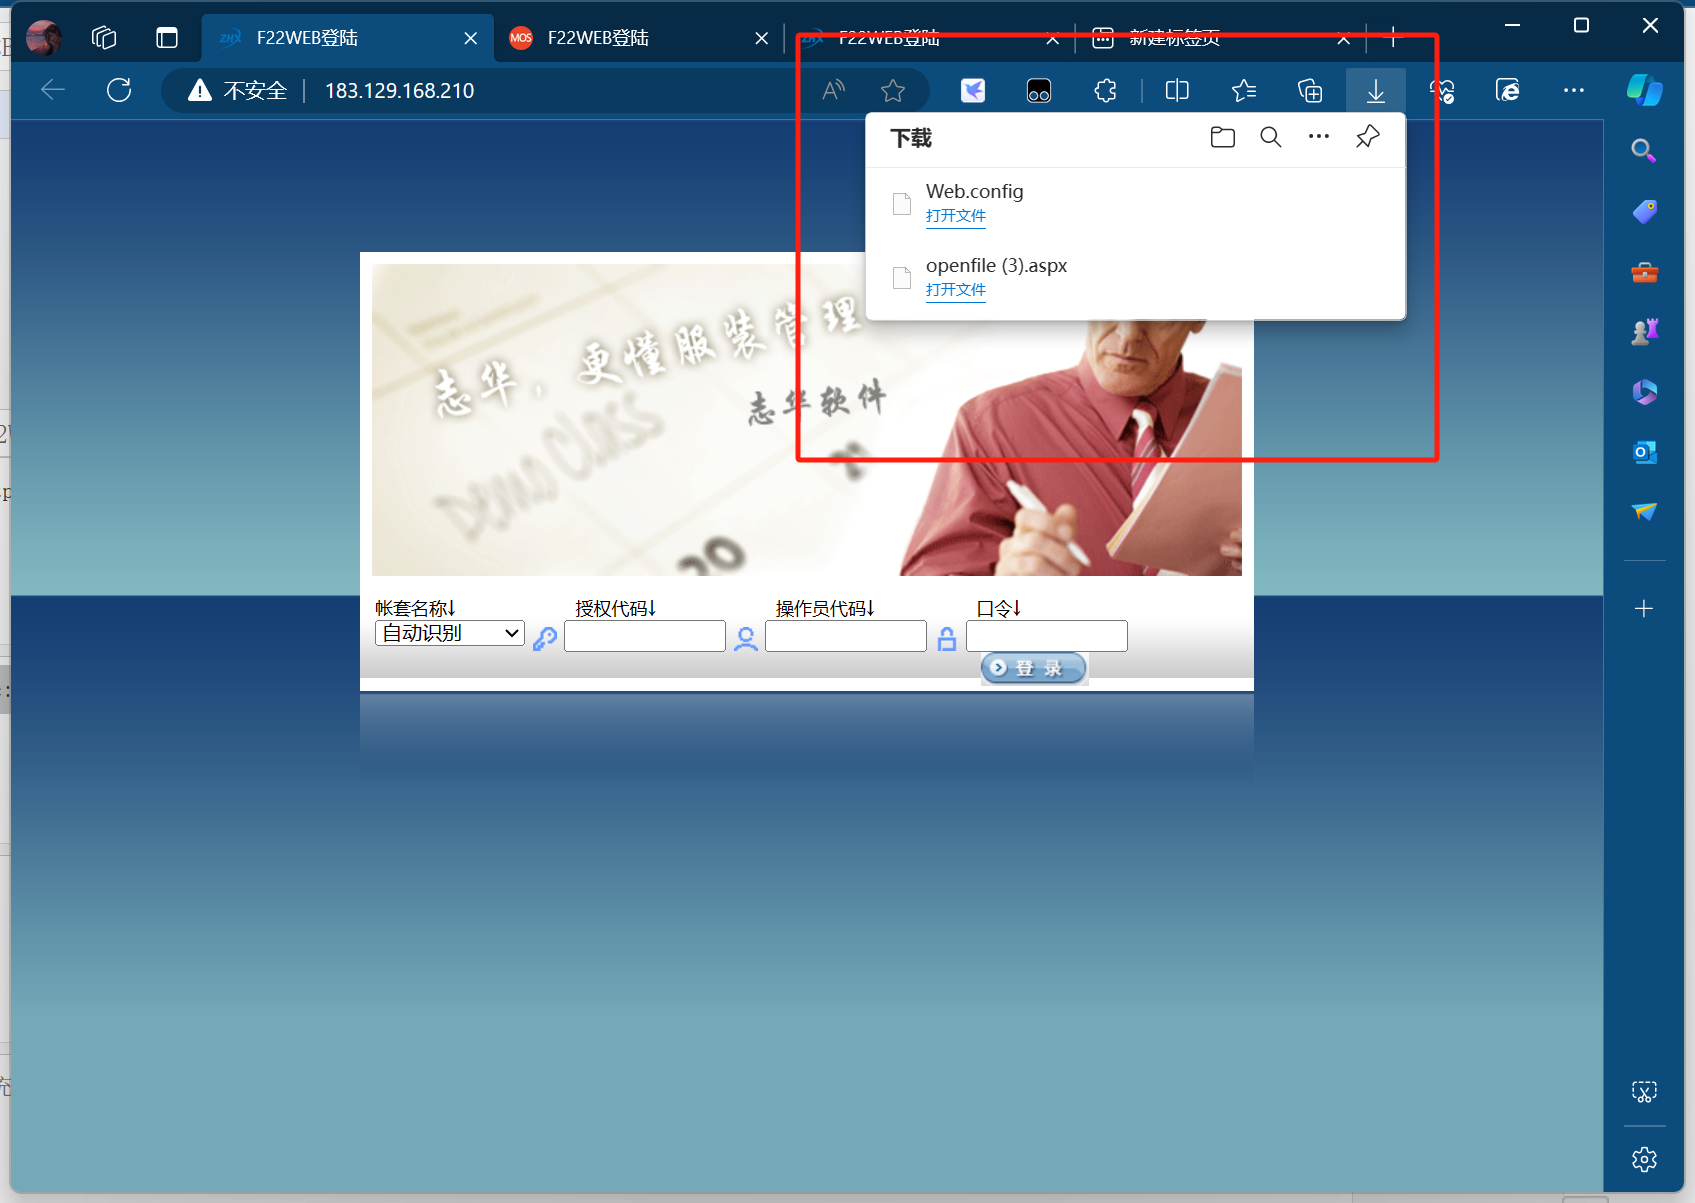 F22WEB登陆
F22WEB登陆
F22WEB登陆
新建标签页
不安全
183.129.168.210
下载
Web.config
打开文件
openfile (3).aspx
打开文件
志华，更懂服装管理
志华软件
帐套名称↓
授权代码↓
操作员代码↓
口令↓
自动识别
登 录